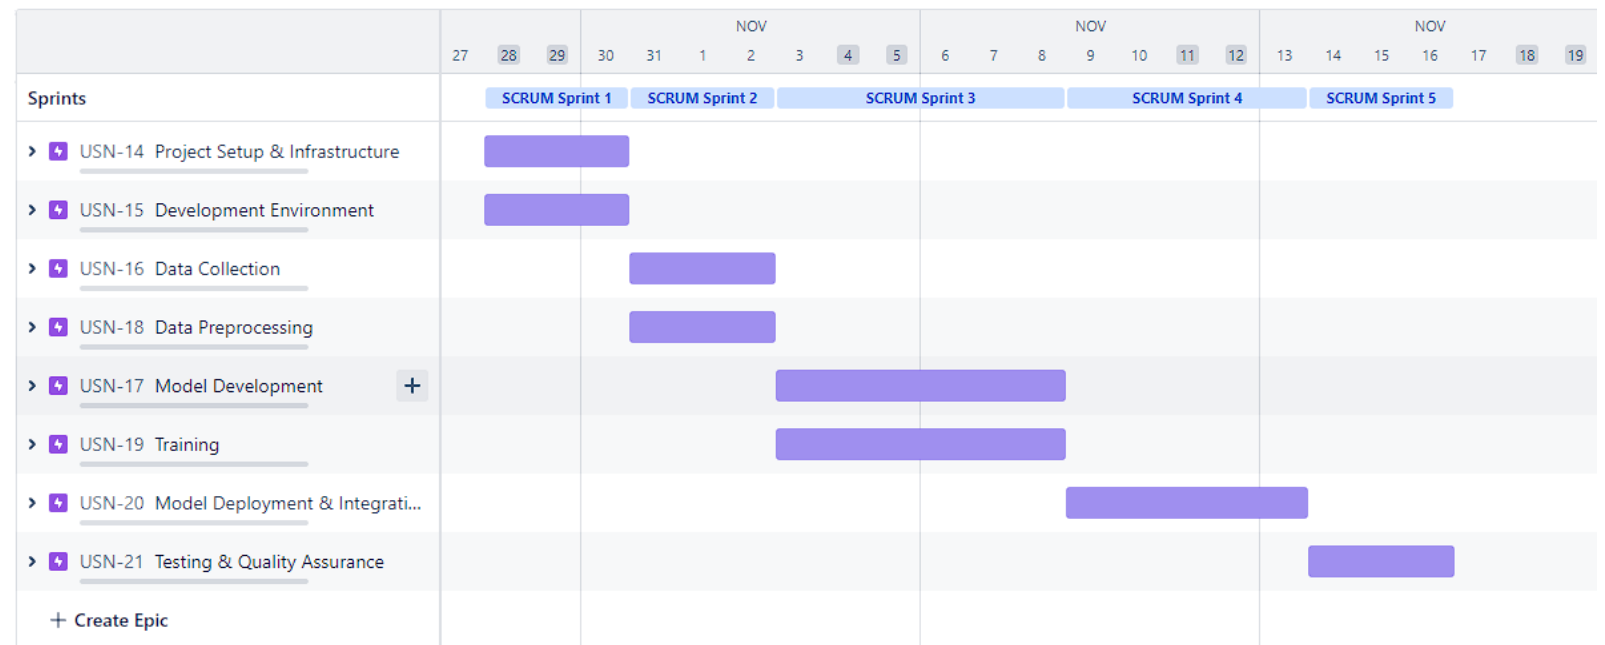 NOV NOV NOV
27 28 29 30 31 1 2 3 4 5 6 7 8 9 10 11 12 13 14 15 16 17 18 19
Sprints SCRUM Sprint 1 SCRUM Sprint 2 SCRUM Sprint 3 SCRUM Sprint 4 SCRUM Sprint 5
USN-14 Project Setup & Infrastructure
USN-15 Development Environment
USN-16 Data Collection
USN-18 Data Preprocessing
USN-17 Model Development +
USN-19 Training
USN-20 Model Deployment & Integrati...
USN-21 Testing & Quality Assurance
+ Create Epic